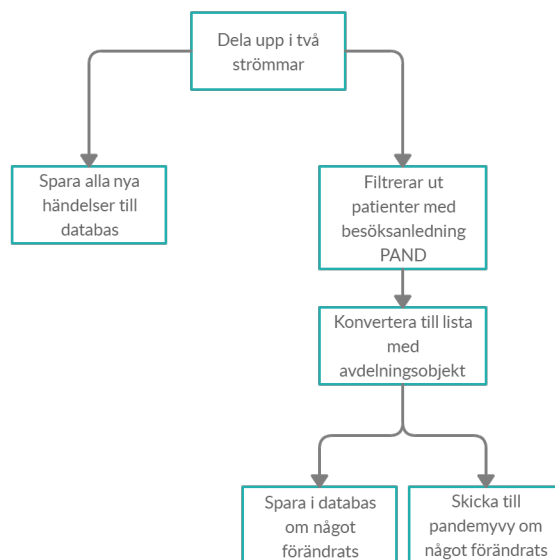 Dela upp i två
strömmar
Spara alla nya
händelser till
databas
Filtrerar ut
patienter med
besöksanledning
PAND
Konvertera till lista
med
avdelningsobjekt
Spara i databas
om något
förändrats
Skicka till
pandemyvy om
något förändrats